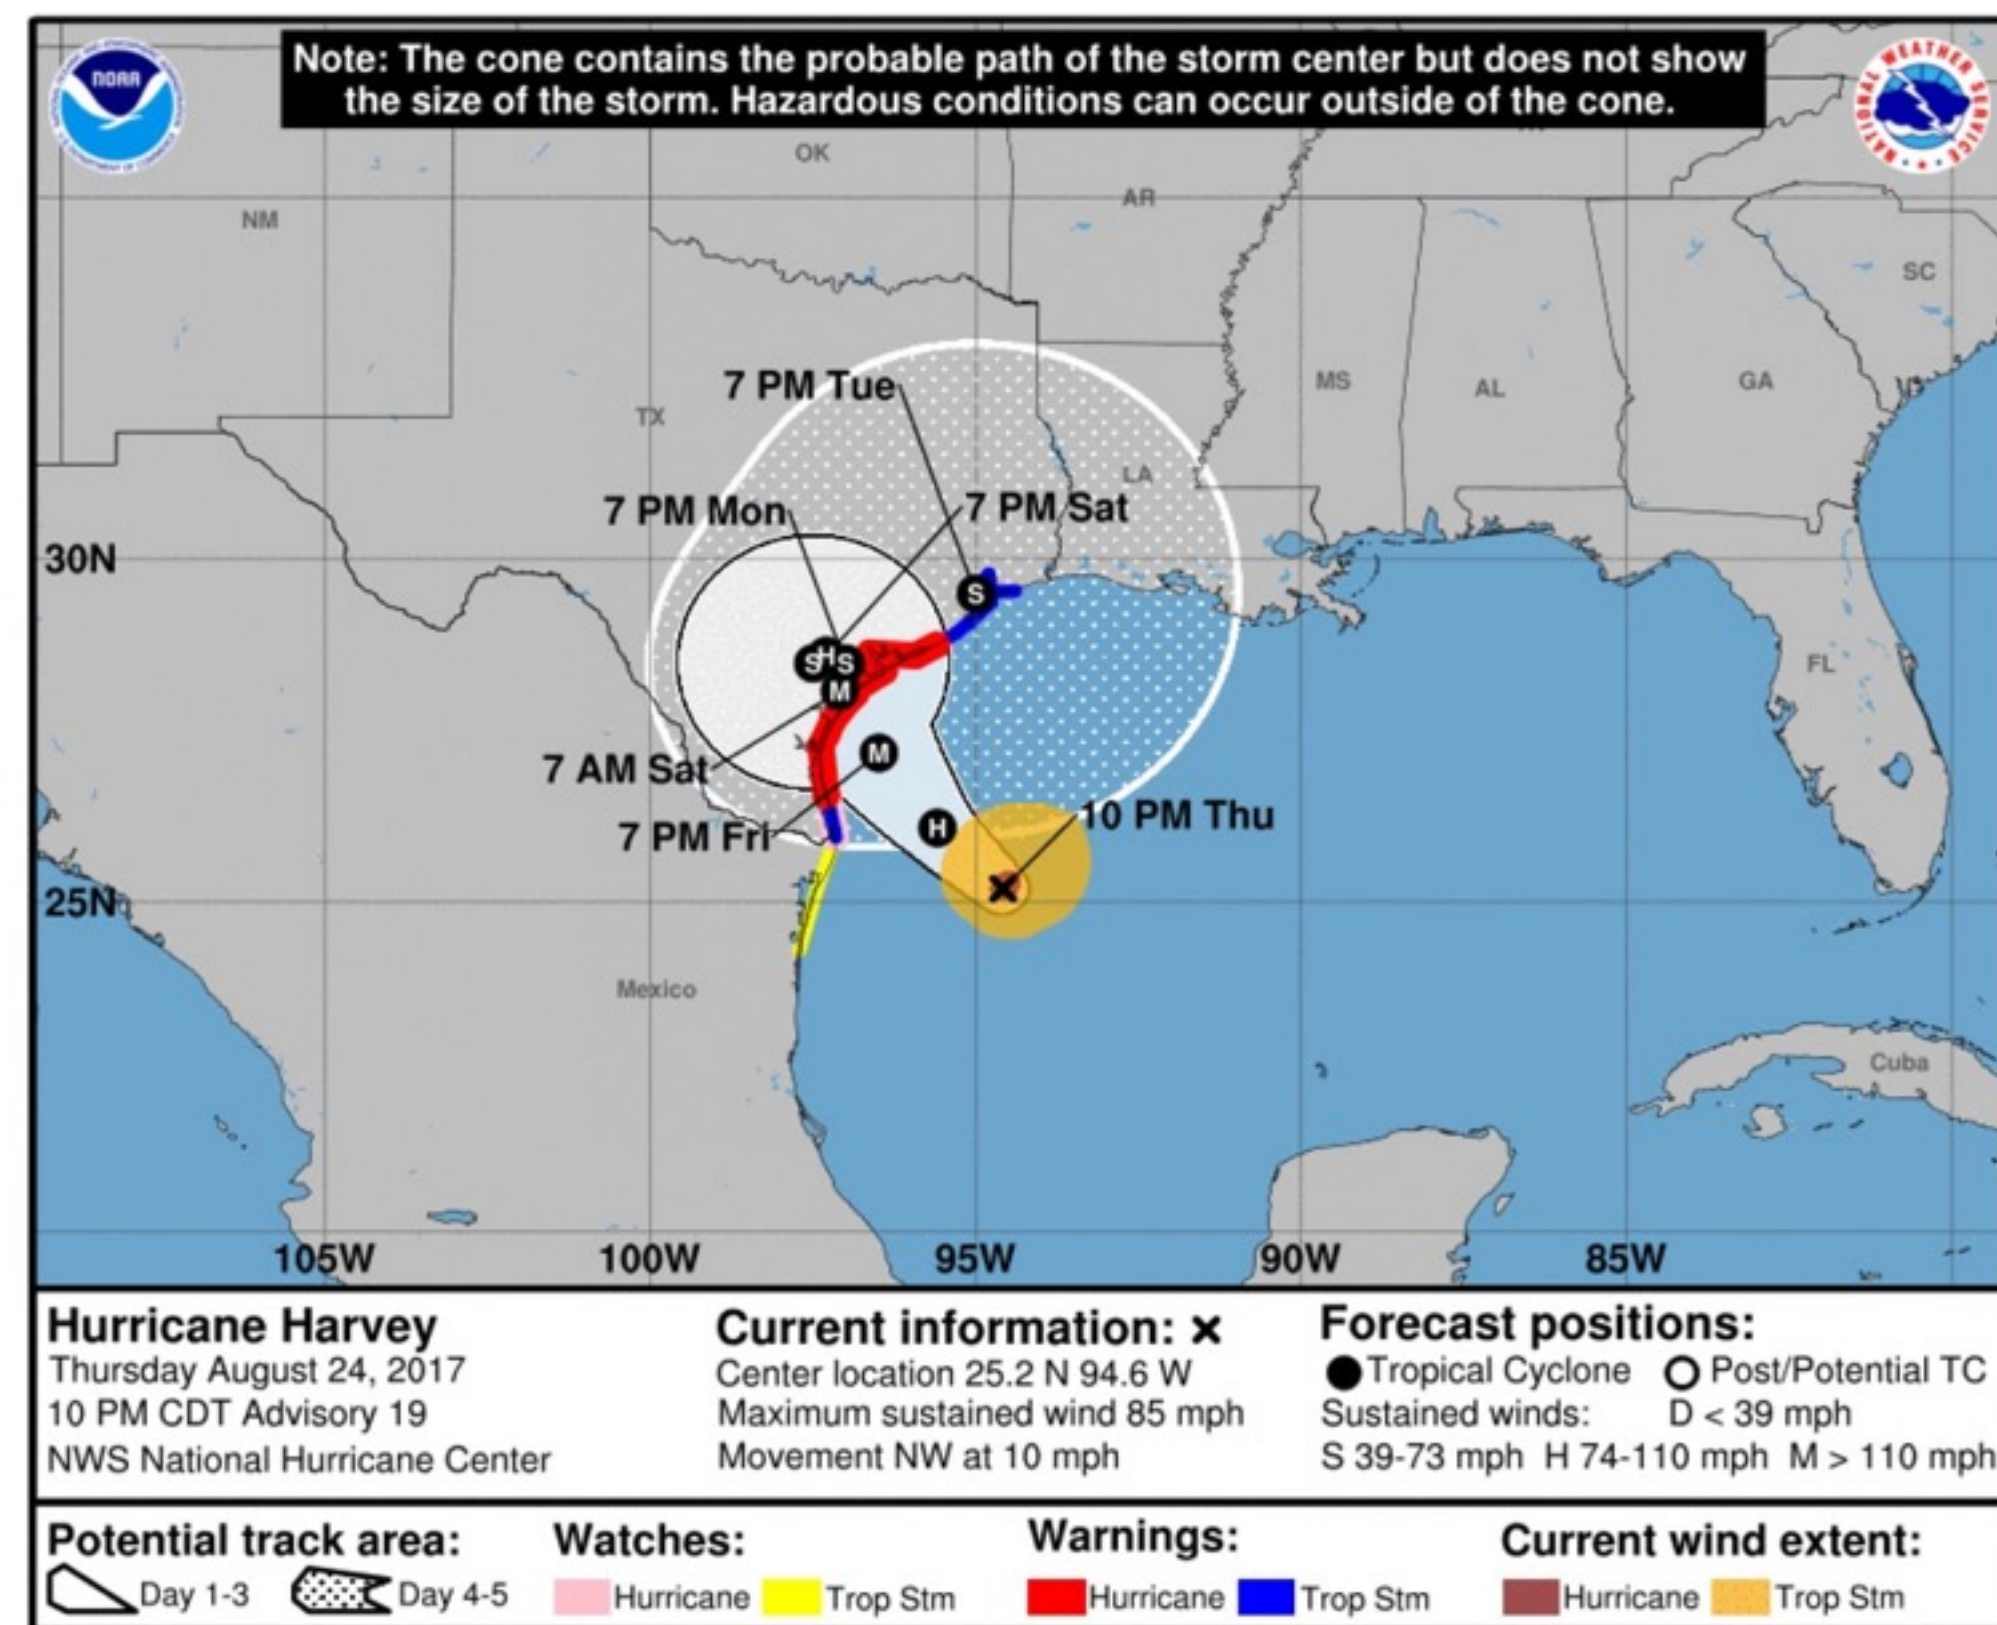 Note: The cone contains the probable path of the storm center but does not show
the size of the storm. Hazardous conditions can occur outside of the cone.
NOAA
NATIONAL WEATHER SERVICE
OK
AR
NM
SC
TX
MS
AL
GA
LA
FL
7 PM Tue
7 PM Mon
7 PM Sat
30N
S
S H S
M
M
7 AM Sat
7 PM Fri
H
10 PM Thu
25N
Mexico
Cuba
105W 100W 95W 90W 85W
Hurricane Harvey
Thursday August 24, 2017
10 PM CDT Advisory 19
NWS National Hurricane Center
Current information: x
Center location 25.2 N 94.6 W
Maximum sustained wind 85 mph
Movement NW at 10 mph
Forecast positions:
Tropical Cyclone Post/Potential TC
Sustained winds: D < 39 mph
S 39-73 mph H 74-110 mph M > 110 mph
Potential track area:
Day 1-3 Day 4-5
Watches:
Hurricane Trop Stm
Warnings:
Hurricane Trop Stm
Current wind extent:
Hurricane Trop Stm